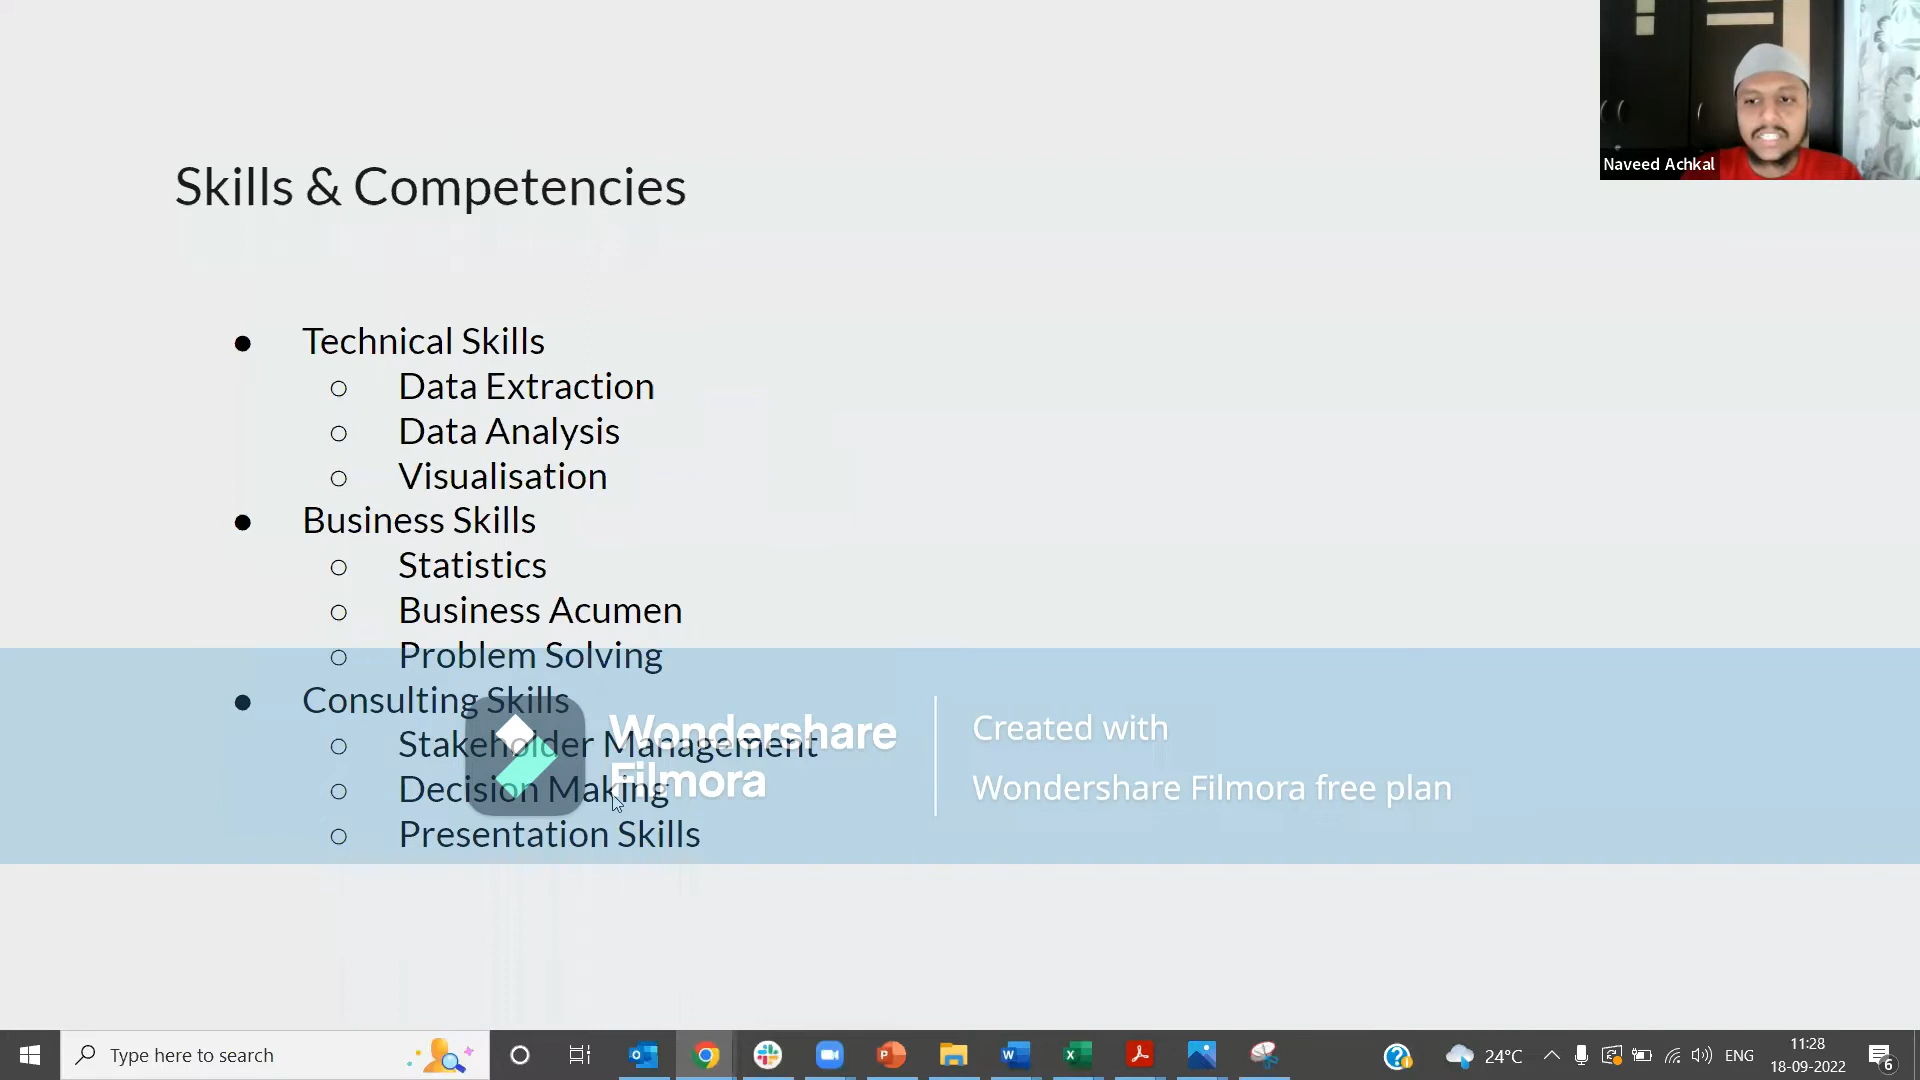 Naveed Achkal
Skills & Competencies
● Technical Skills
○ Data Extraction
○ Data Analysis
○ Visualisation
● Business Skills
○ Statistics
○ Business Acumen
○ Problem Solving
● Consulting Skills
○ Stakeholder Management
○ Decision Making
○ Presentation Skills
Wondershare
Filmora
Created with
Wondershare Filmora free plan
Type here to search
24°C
ENG
11:28
18-09-2022
6